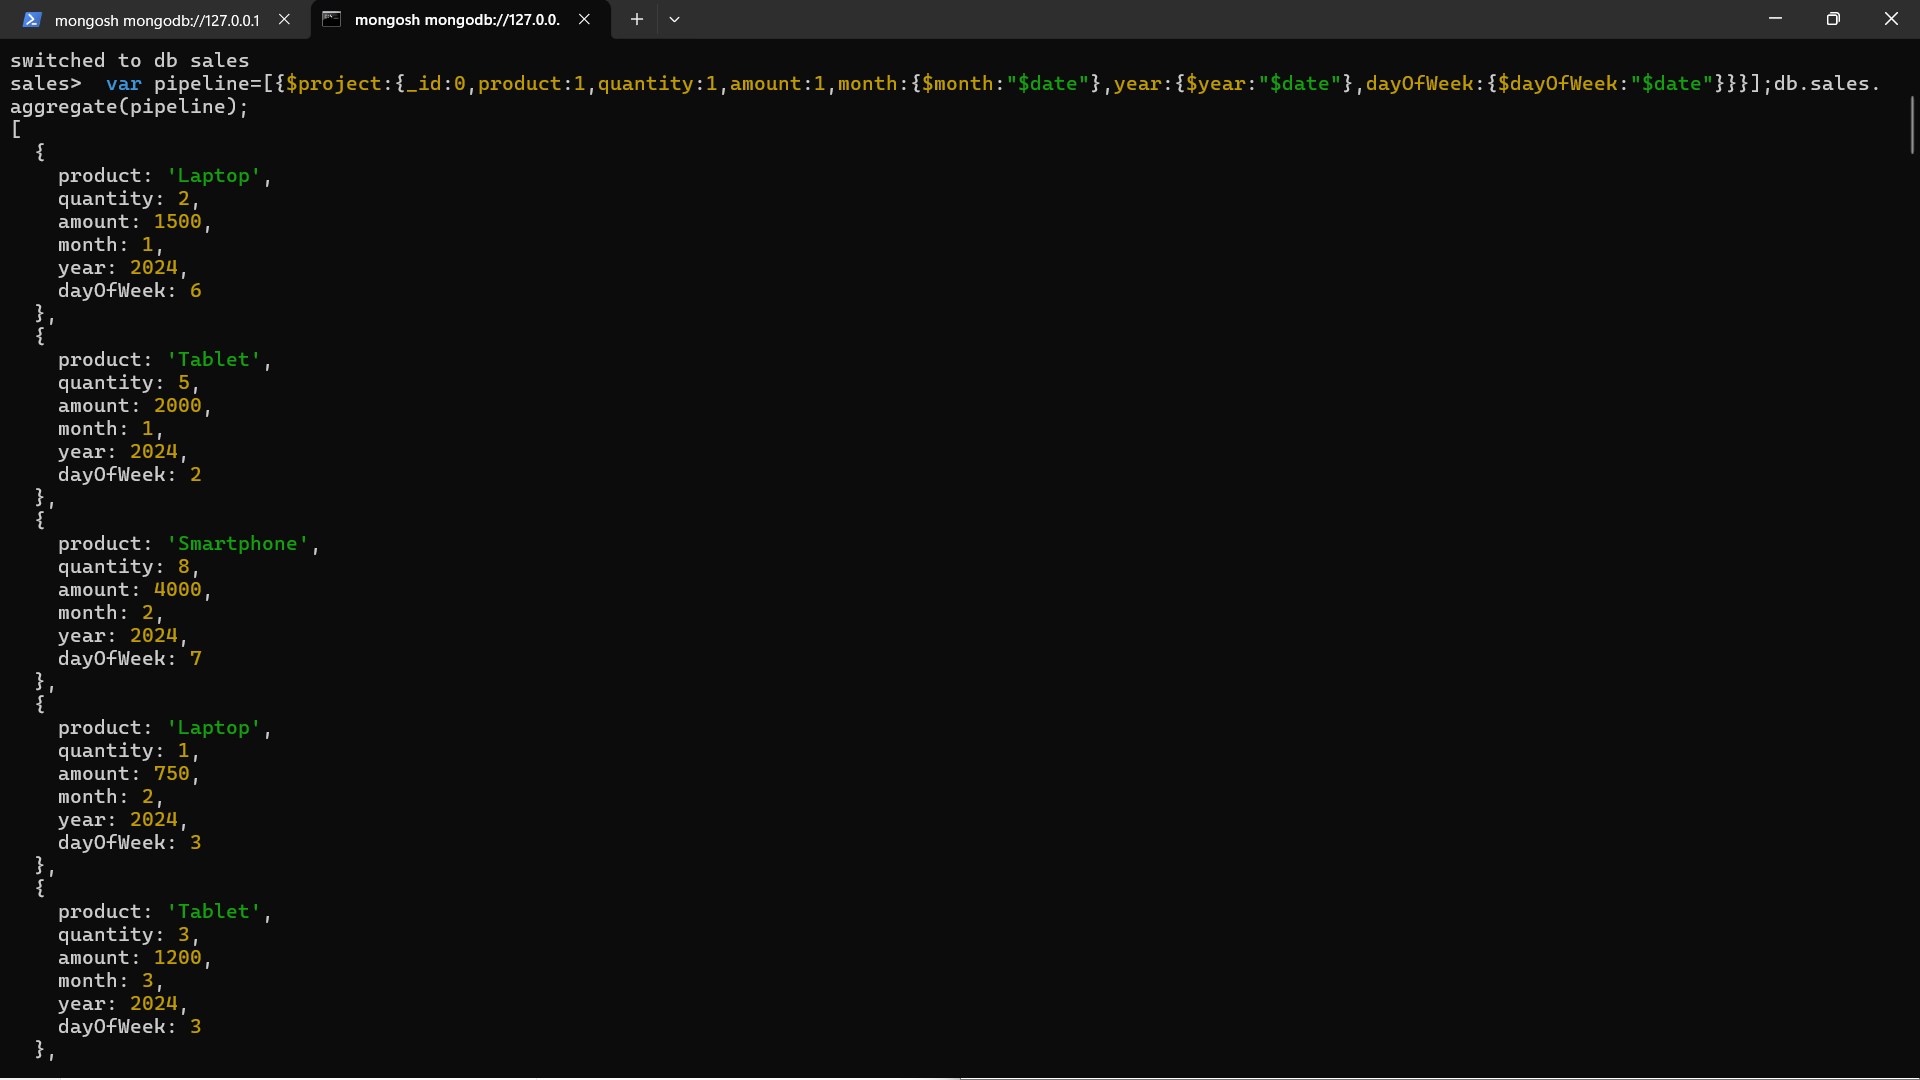 mongosh mongodb://127.0.0.1
mongosh mongodb://127.0.0.
switched to db sales
sales>  var pipeline=[{$project:{_id:0,product:1,quantity:1,amount:1,month:{$month:"$date"},year:{$year:"$date"},dayOfWeek:{$dayOfWeek:"$date"}}}];db.sales.
aggregate(pipeline);
[
  {
    product: 'Laptop',
    quantity: 2,
    amount: 1500,
    month: 1,
    year: 2024,
    dayOfWeek: 6
  },
  {
    product: 'Tablet',
    quantity: 5,
    amount: 2000,
    month: 1,
    year: 2024,
    dayOfWeek: 2
  },
  {
    product: 'Smartphone',
    quantity: 8,
    amount: 4000,
    month: 2,
    year: 2024,
    dayOfWeek: 7
  },
  {
    product: 'Laptop',
    quantity: 1,
    amount: 750,
    month: 2,
    year: 2024,
    dayOfWeek: 3
  },
  {
    product: 'Tablet',
    quantity: 3,
    amount: 1200,
    month: 3,
    year: 2024,
    dayOfWeek: 3
  },